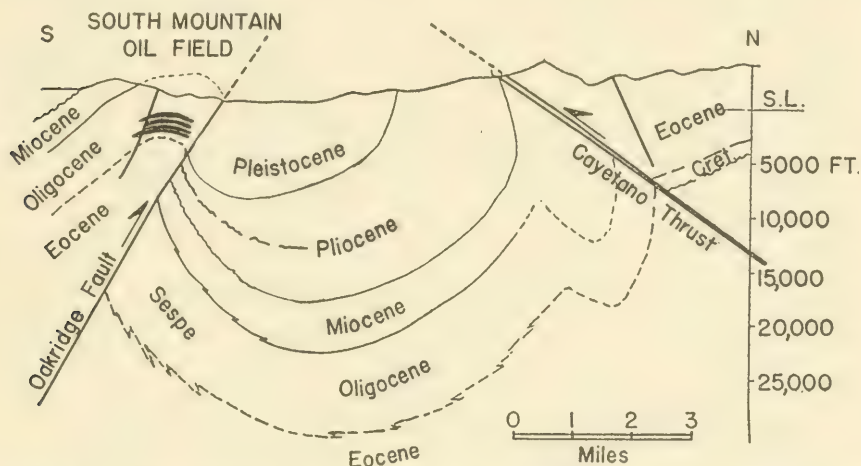 SOUTH MOUNTAIN
OIL FIELD
S
N
S.L.
5000 FT.
10,000
15,000
20,000
25,000
Miocene
Oligocene
Eocene
Oakridge Fault
Pleistocene
Pliocene
Sespe
Miocene
Oligocene
Eocene
Cayetano Thrust
Eocene
Cret.
0 1 2 3
Miles